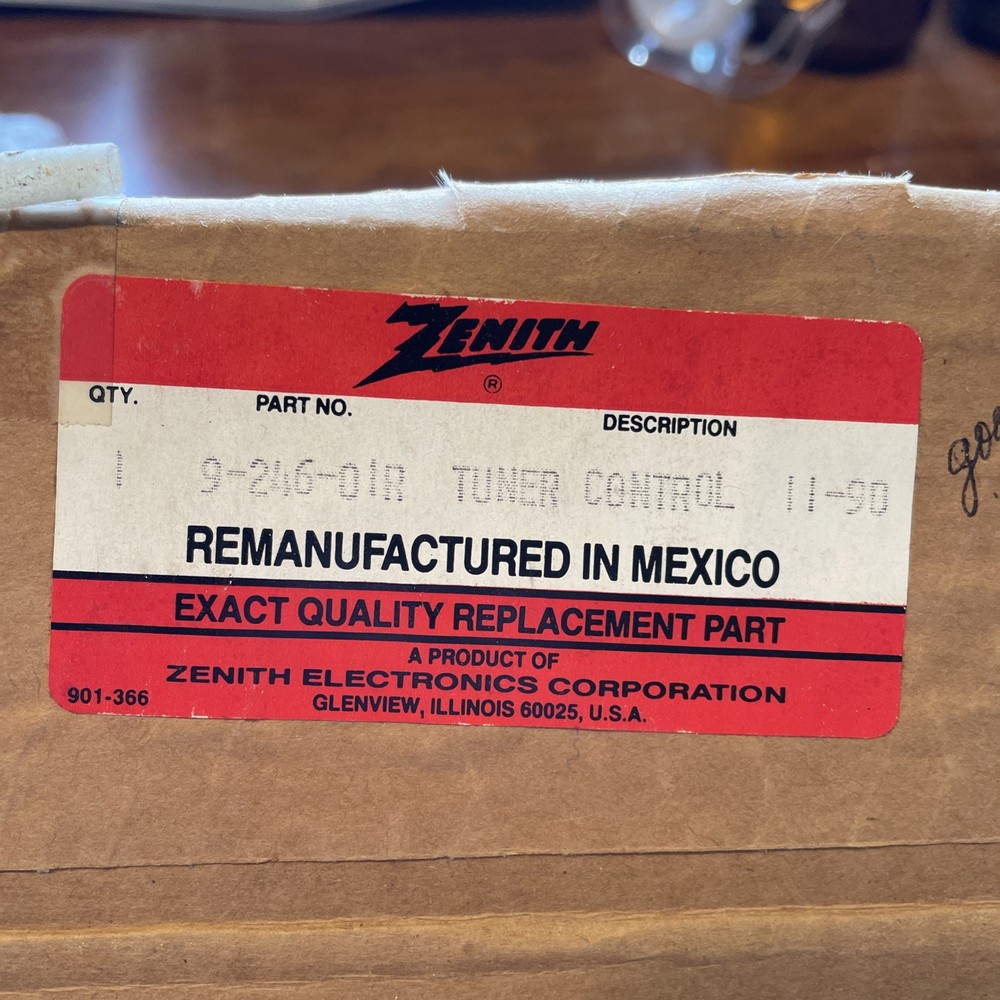 ZENITH
®
QTY. PART NO. DESCRIPTION
1 9-246-01R TUNER CONTROL 11-90
REMANUFACTURED IN MEXICO
EXACT QUALITY REPLACEMENT PART
A PRODUCT OF
ZENITH ELECTRONICS CORPORATION
901-366 GLENVIEW, ILLINOIS 60025, U.S.A.